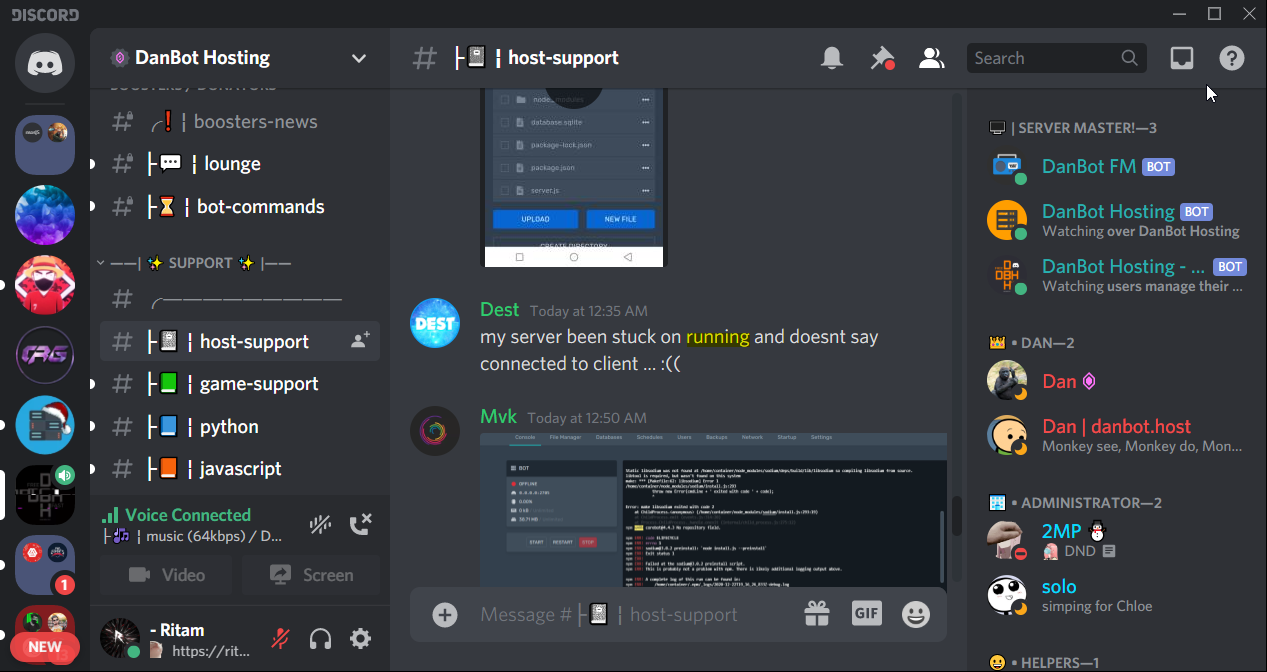 DISCORD
DanBot Hosting
BOOSTERS / DONATORS
boosters-news
lounge
bot-commands
——| ✨ SUPPORT ✨ |——
host-support
game-support
python
javascript
Voice Connected
| music (64kbps) / D...
Video
Screen
- Ritam
https://rit...
NEW
1
# ├📓¦ host-support
Search
node_modules
database.sqlite
package-lock.json
package.json
server.js
UPLOAD
NEW FILE
CREATE DIRECTORY
Dest Today at 12:35 AM
my server been stuck on running and doesnt say
connected to client ... :((
DEST
Mvk Today at 12:50 AM
Console File Manager Databases Schedules Users Backups Network Startup Settings
BOT
OFFLINE
START RESTART STOP
Message # ├📓¦ host-support
GIF
🖥 | SERVER MASTER!—3
DanBot FM BOT
DanBot Hosting BOT
Watching over DanBot Hosting
DanBot Hosting - ... BOT
Watching users manage their ...
👑 • DAN—2
Dan
Dan | danbot.host
Monkey see, Monkey do, Mon...
• ADMINISTRATOR—2
2MP ⛄
DND
solo
simping for Chloe
😀 • HELPERS—1